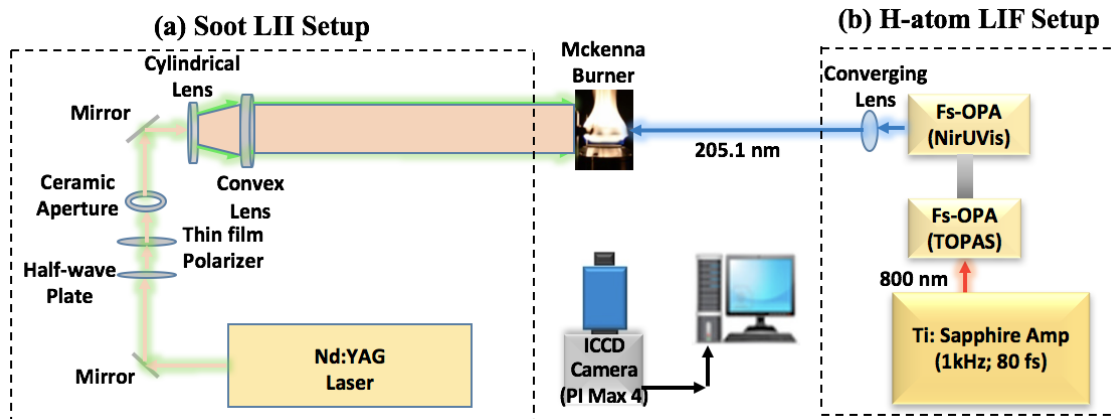 (a) Soot LII Setup
(b) H-atom LIF Setup
Mckenna
Burner
Cylindrical
Lens
Mirror
Converging
Lens
Fs-OPA
(NirUVis)
205.1 nm
Ceramic
Aperture
Convex
Lens
Thin film
Polarizer
Fs-OPA
(TOPAS)
Half-wave
Plate
800 nm
Nd:YAG
Laser
Mirror
ICCD
Camera
(PI Max 4)
Ti: Sapphire Amp
(1kHz; 80 fs)